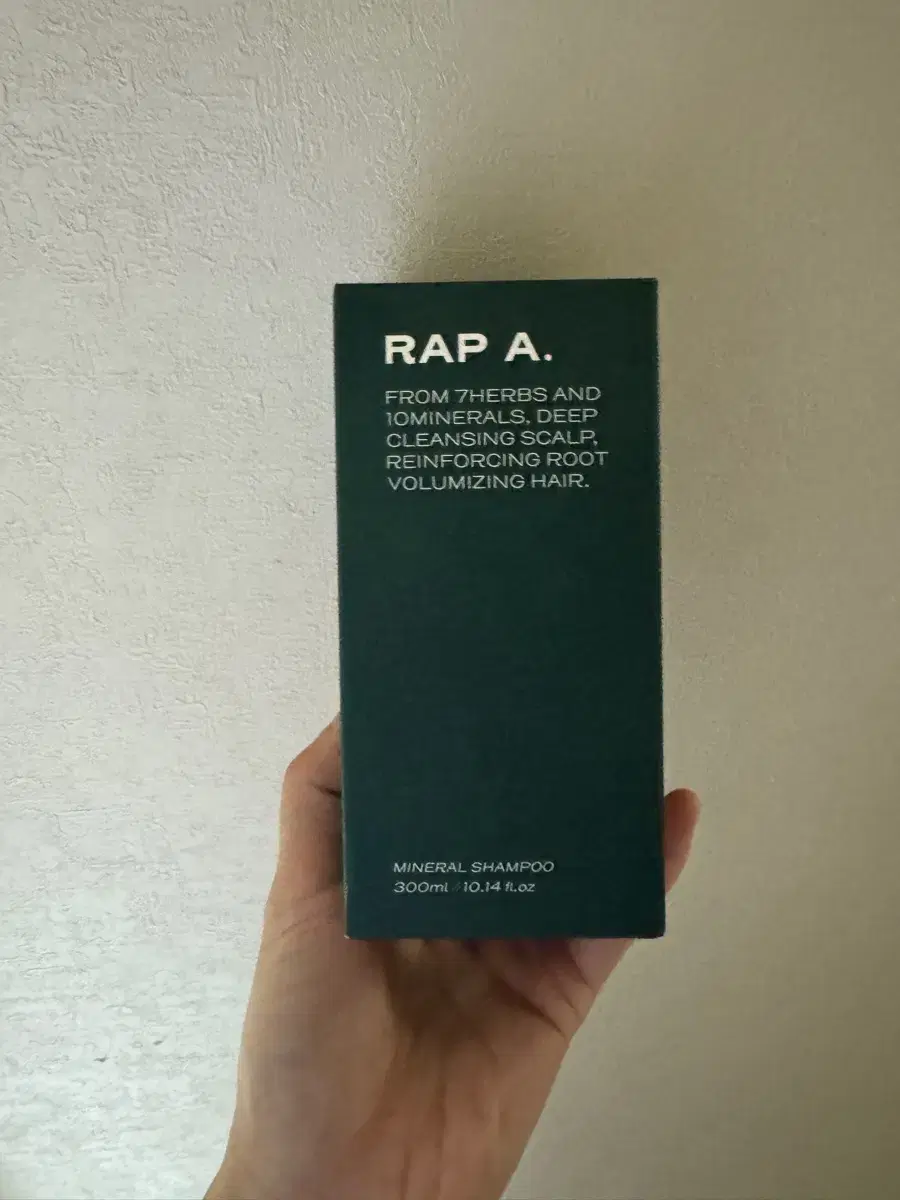 RAP A.
FROM 7HERBS AND
10MINERALS, DEEP
CLEANSING SCALP,
REINFORCING ROOT
VOLUMIZING HAIR.
MINERAL SHAMPOO
300ml / 10.14 fl.oz